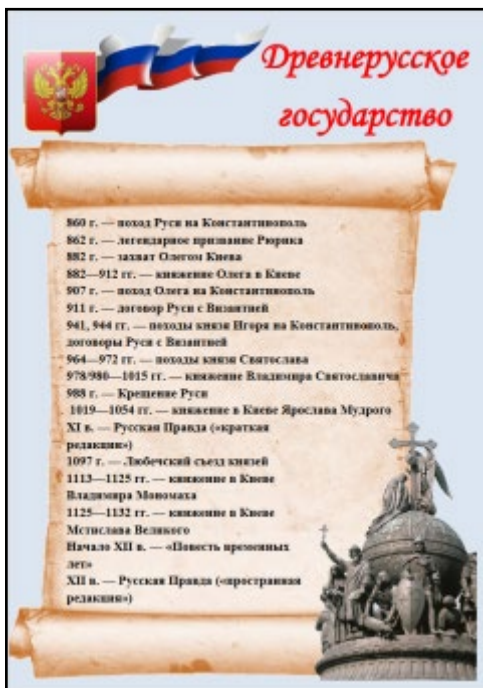 Древнерусское
государство
860 г. — поход Руси на Константинополь
862 г. — легендарное призвание Рюрика
882 г. — захват Олегом Киева
882—912 гг. — княжение Олега в Киеве
907 г. — поход Олега на Константинополь
911 г. — договор Руси с Византией
941, 944 гг. — походы князя Игоря на Константинополь,
договоры Руси с Византией
964—972 гг. — походы князя Святослава
978/980—1015 гг. — княжение Владимира Святославича
988 г. — Крещение Руси
1019—1054 гг. — княжение в Киеве Ярослава Мудрого
XI в. — Русская Правда («краткая
редакция»)
1097 г. — Любечский съезд князей
1113—1125 гг. — княжение в Киеве
Владимира Мономаха
1125—1132 гг. — княжение в Киеве
Мстислава Великого
Начало XII в. — «Повесть временных
лет»
XII в. — Русская Правда («пространная
редакция»)